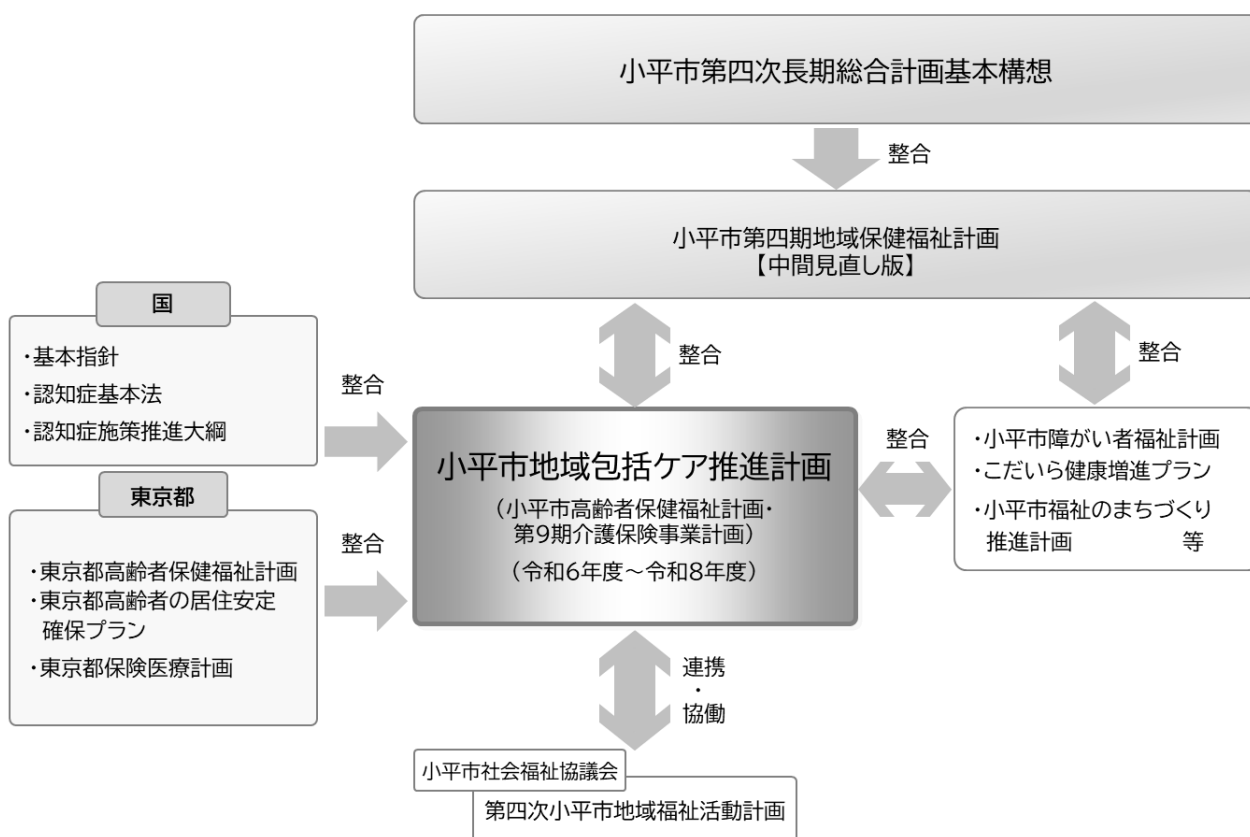 小平市第四次長期総合計画基本構想
整合
小平市第四期地域保健福祉計画
【中間見直し版】
国
・基本指針
・認知症基本法
・認知症施策推進大綱
整合
整合
整合
東京都
・東京都高齢者保健福祉計画
・東京都高齢者の居住安定
確保プラン
・東京都保険医療計画
整合
小平市地域包括ケア推進計画
（小平市高齢者保健福祉計画・
第9期介護保険事業計画）
（令和6年度～令和8年度）
整合
・小平市障がい者福祉計画
・こだいら健康増進プラン
・小平市福祉のまちづくり
推進計画 等
連携
・
協働
小平市社会福祉協議会
第四次小平市地域福祉活動計画